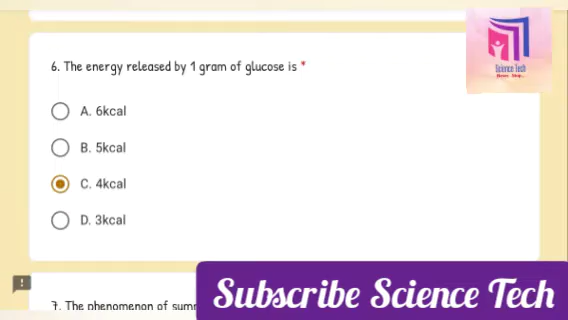 6. The energy released by 1 gram of glucose is *
Science Tech
A. 6kcal
B. 5kcal
C. 4kcal
D. 3kcal
7. The phenomenon of
Subscribe Science Tech